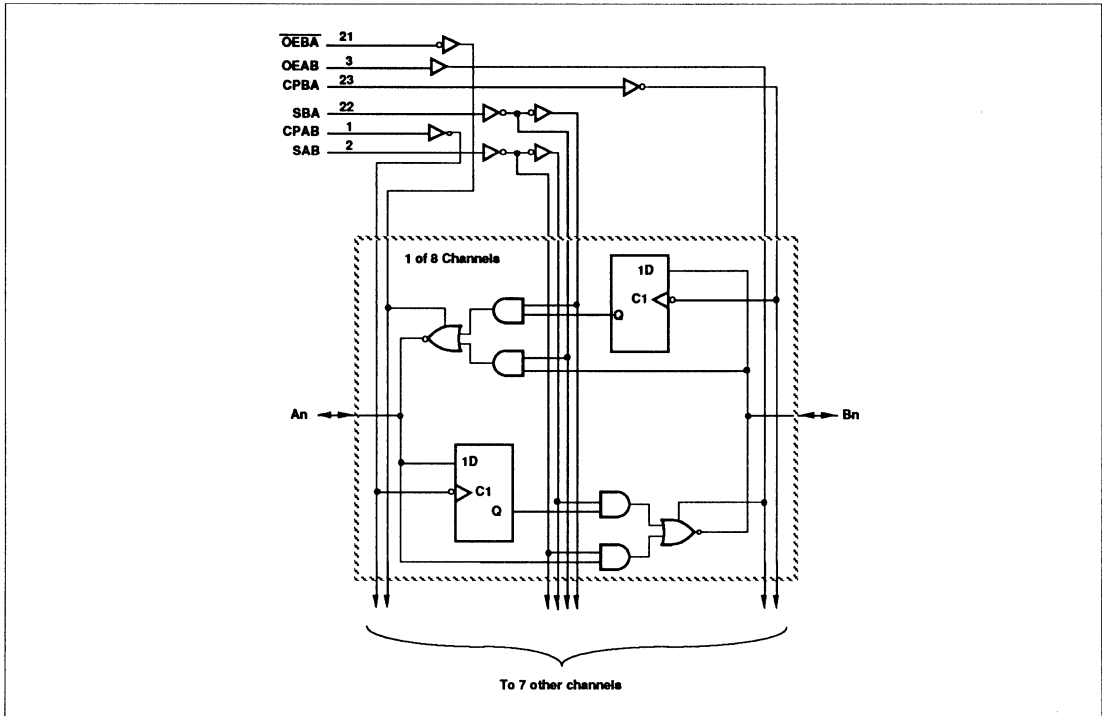 O̅E̅B̅A̅ 21
OEAB 3
CPBA 23
SBA 22
CPAB 1
SAB 2
1 of 8 Channels
1D
C1
Q
An
Bn
1D
C1
Q
To 7 other channels